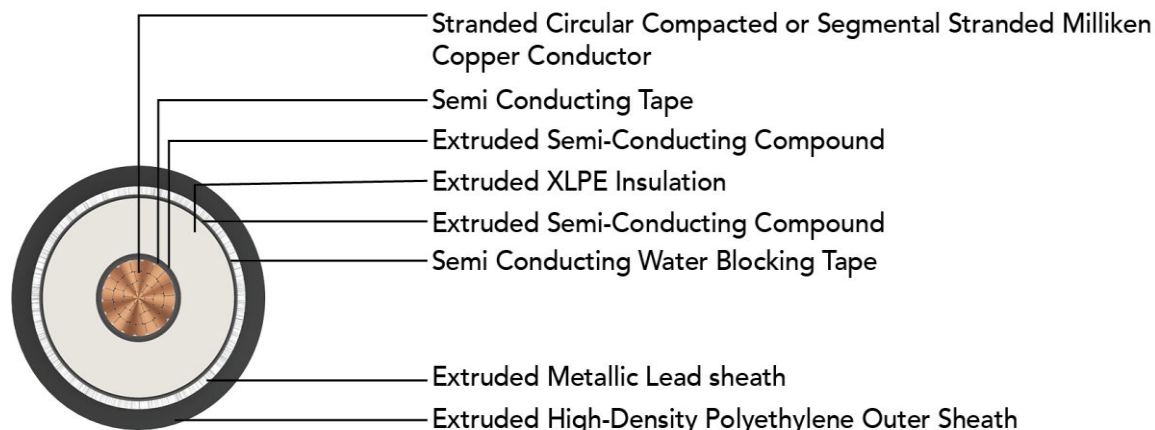 Stranded Circular Compacted or Segmental Stranded Milliken
Copper Conductor
Semi Conducting Tape
Extruded Semi-Conducting Compound
Extruded XLPE Insulation
Extruded Semi-Conducting Compound
Semi Conducting Water Blocking Tape
Extruded Metallic Lead sheath
Extruded High-Density Polyethylene Outer Sheath